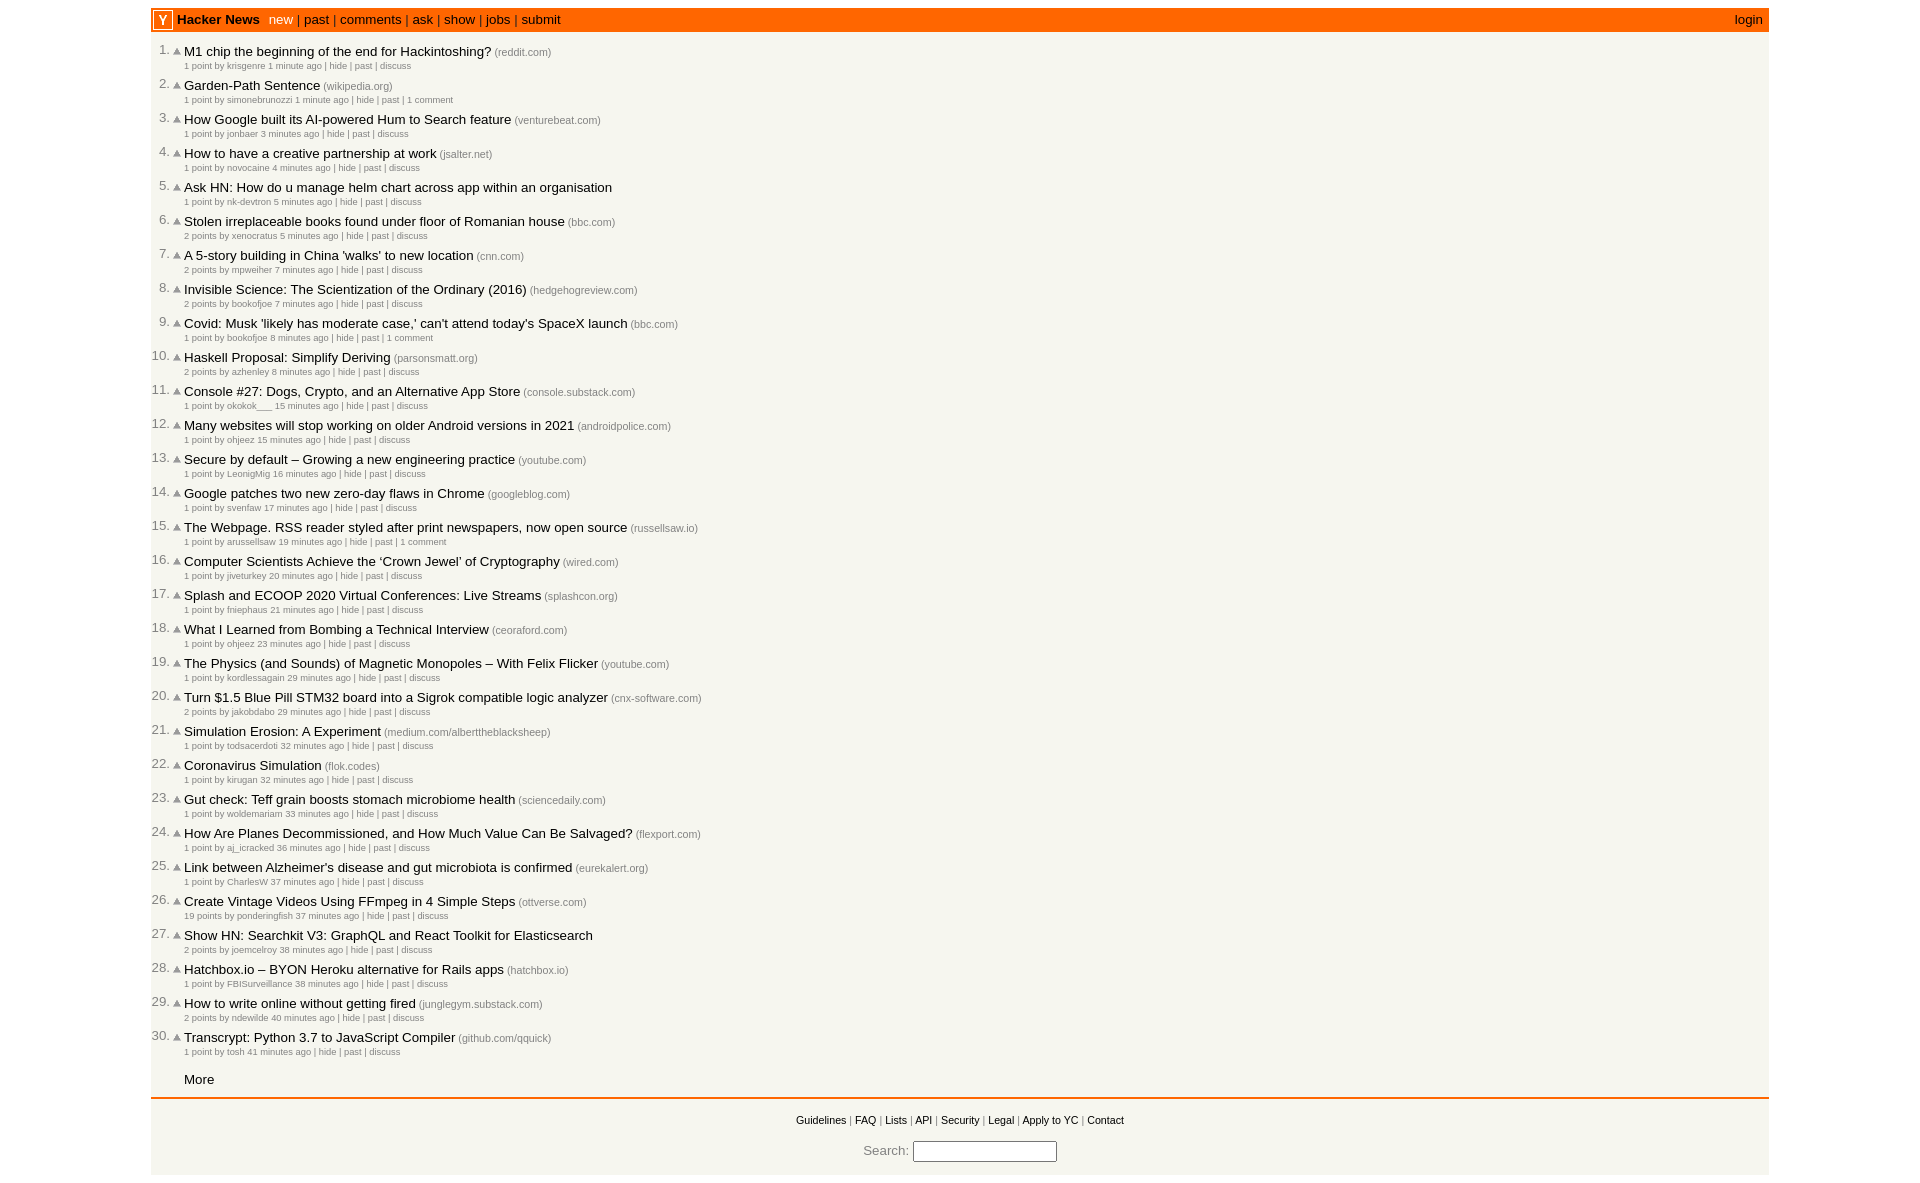 Y Hacker News new | past | comments | ask | show | jobs | submit login
1. M1 chip the beginning of the end for Hackintoshing? (reddit.com)
1 point by krisgenre 1 minute ago | hide | past | discuss
2. Garden-Path Sentence (wikipedia.org)
1 point by simonebrunozzi 1 minute ago | hide | past | 1 comment
3. How Google built its AI-powered Hum to Search feature (venturebeat.com)
1 point by jonbaer 3 minutes ago | hide | past | discuss
4. How to have a creative partnership at work (jsalter.net)
1 point by novocaine 4 minutes ago | hide | past | discuss
5. Ask HN: How do u manage helm chart across app within an organisation
1 point by nk-devtron 5 minutes ago | hide | past | discuss
6. Stolen irreplaceable books found under floor of Romanian house (bbc.com)
2 points by xenocratus 5 minutes ago | hide | past | discuss
7. A 5-story building in China 'walks' to new location (cnn.com)
2 points by mpweiher 7 minutes ago | hide | past | discuss
8. Invisible Science: The Scientization of the Ordinary (2016) (hedgehogreview.com)
2 points by bookofjoe 7 minutes ago | hide | past | discuss
9. Covid: Musk 'likely has moderate case,' can't attend today's SpaceX launch (bbc.com)
1 point by bookofjoe 8 minutes ago | hide | past | 1 comment
10. Haskell Proposal: Simplify Deriving (parsonsmatt.org)
2 points by azhenley 8 minutes ago | hide | past | discuss
11. Console #27: Dogs, Crypto, and an Alternative App Store (console.substack.com)
1 point by okokok___ 15 minutes ago | hide | past | discuss
12. Many websites will stop working on older Android versions in 2021 (androidpolice.com)
1 point by ohjeez 15 minutes ago | hide | past | discuss
13. Secure by default – Growing a new engineering practice (youtube.com)
1 point by LeonigMig 16 minutes ago | hide | past | discuss
14. Google patches two new zero-day flaws in Chrome (googleblog.com)
1 point by svenfaw 17 minutes ago | hide | past | discuss
15. The Webpage. RSS reader styled after print newspapers, now open source (russellsaw.io)
1 point by arussellsaw 19 minutes ago | hide | past | 1 comment
16. Computer Scientists Achieve the ‘Crown Jewel’ of Cryptography (wired.com)
1 point by jiveturkey 20 minutes ago | hide | past | discuss
17. Splash and ECOOP 2020 Virtual Conferences: Live Streams (splashcon.org)
1 point by fniephaus 21 minutes ago | hide | past | discuss
18. What I Learned from Bombing a Technical Interview (ceoraford.com)
1 point by ohjeez 23 minutes ago | hide | past | discuss
19. The Physics (and Sounds) of Magnetic Monopoles – With Felix Flicker (youtube.com)
1 point by kordlessagain 29 minutes ago | hide | past | discuss
20. Turn $1.5 Blue Pill STM32 board into a Sigrok compatible logic analyzer (cnx-software.com)
2 points by jakobdabo 29 minutes ago | hide | past | discuss
21. Simulation Erosion: A Experiment (medium.com/alberttheblacksheep)
1 point by todsacerdoti 32 minutes ago | hide | past | discuss
22. Coronavirus Simulation (flok.codes)
1 point by kirugan 32 minutes ago | hide | past | discuss
23. Gut check: Teff grain boosts stomach microbiome health (sciencedaily.com)
1 point by woldemariam 33 minutes ago | hide | past | discuss
24. How Are Planes Decommissioned, and How Much Value Can Be Salvaged? (flexport.com)
1 point by aj_icracked 36 minutes ago | hide | past | discuss
25. Link between Alzheimer's disease and gut microbiota is confirmed (eurekalert.org)
1 point by CharlesW 37 minutes ago | hide | past | discuss
26. Create Vintage Videos Using FFmpeg in 4 Simple Steps (ottverse.com)
19 points by ponderingfish 37 minutes ago | hide | past | discuss
27. Show HN: Searchkit V3: GraphQL and React Toolkit for Elasticsearch
2 points by joemcelroy 38 minutes ago | hide | past | discuss
28. Hatchbox.io – BYON Heroku alternative for Rails apps (hatchbox.io)
1 point by FBISurveillance 38 minutes ago | hide | past | discuss
29. How to write online without getting fired (junglegym.substack.com)
2 points by ndewilde 40 minutes ago | hide | past | discuss
30. Transcrypt: Python 3.7 to JavaScript Compiler (github.com/qquick)
1 point by tosh 41 minutes ago | hide | past | discuss
More
Guidelines | FAQ | Lists | API | Security | Legal | Apply to YC | Contact
Search: